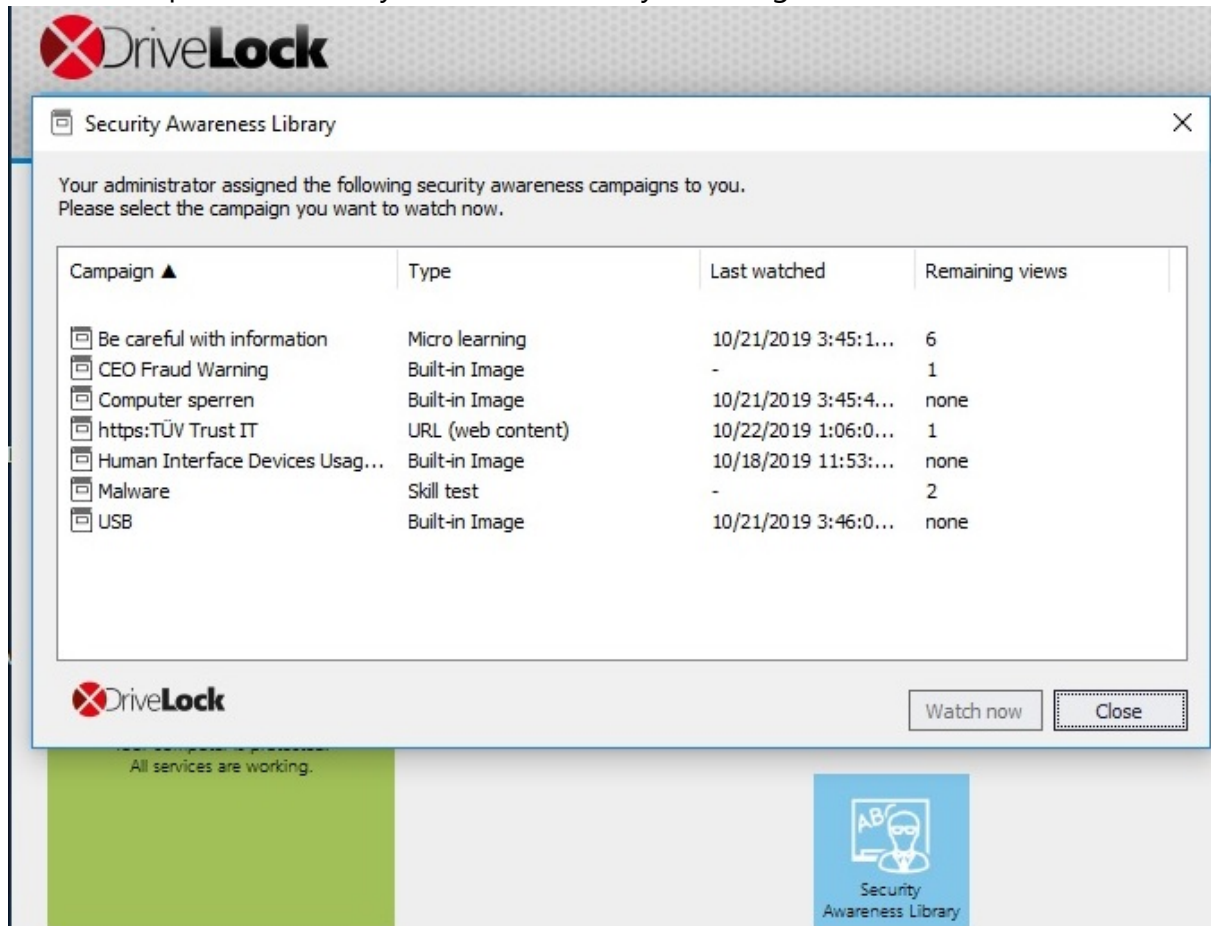 DriveLock
Security Awareness Library
Your administrator assigned the following security awareness campaigns to you.
Please select the campaign you want to watch now.
Campaign ▲ Type Last watched Remaining views
Be careful with information Micro learning 10/21/2019 3:45:1... 6
CEO Fraud Warning Built-in Image - 1
Computer sperren Built-in Image 10/21/2019 3:45:4... none
https:TÜV Trust IT URL (web content) 10/22/2019 1:06:0... 1
Human Interface Devices Usag... Built-in Image 10/18/2019 11:53:... none
Malware Skill test - 2
USB Built-in Image 10/21/2019 3:46:0... none
DriveLock
Watch now Close
All services are working.
ABC
Security
Awareness Library